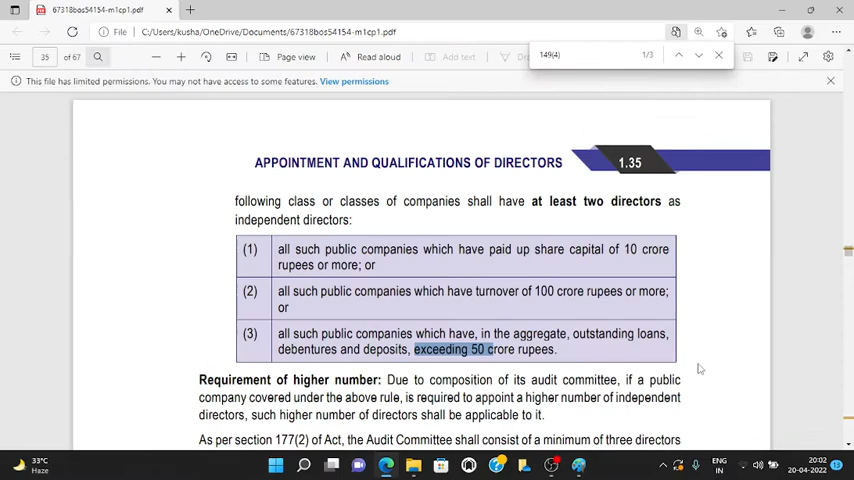 67318bos54154-m1cp1.pdf
File
C:/Users/kusha/OneDrive/Documents/67318bos54154-m1cp1.pdf
149(4)
1/3
35
of 67
Page view
Read aloud
Add text
This file has limited permissions. You may not have access to some features. View permissions
APPOINTMENT AND QUALIFICATIONS OF DIRECTORS
1.35
following class or classes of companies shall have at least two directors as
independent directors:
(1) all such public companies which have paid up share capital of 10 crore
rupees or more; or
(2) all such public companies which have turnover of 100 crore rupees or more;
or
(3) all such public companies which have, in the aggregate, outstanding loans,
debentures and deposits, exceeding 50 crore rupees.
Requirement of higher number: Due to composition of its audit committee, if a public
company covered under the above rule, is required to appoint a higher number of independent
directors, such higher number of directors shall be applicable to it.
As per section 177(2) of Act, the Audit Committee shall consist of a minimum of three directors
33°C
Haze
ENG
IN
20:02
20-04-2022